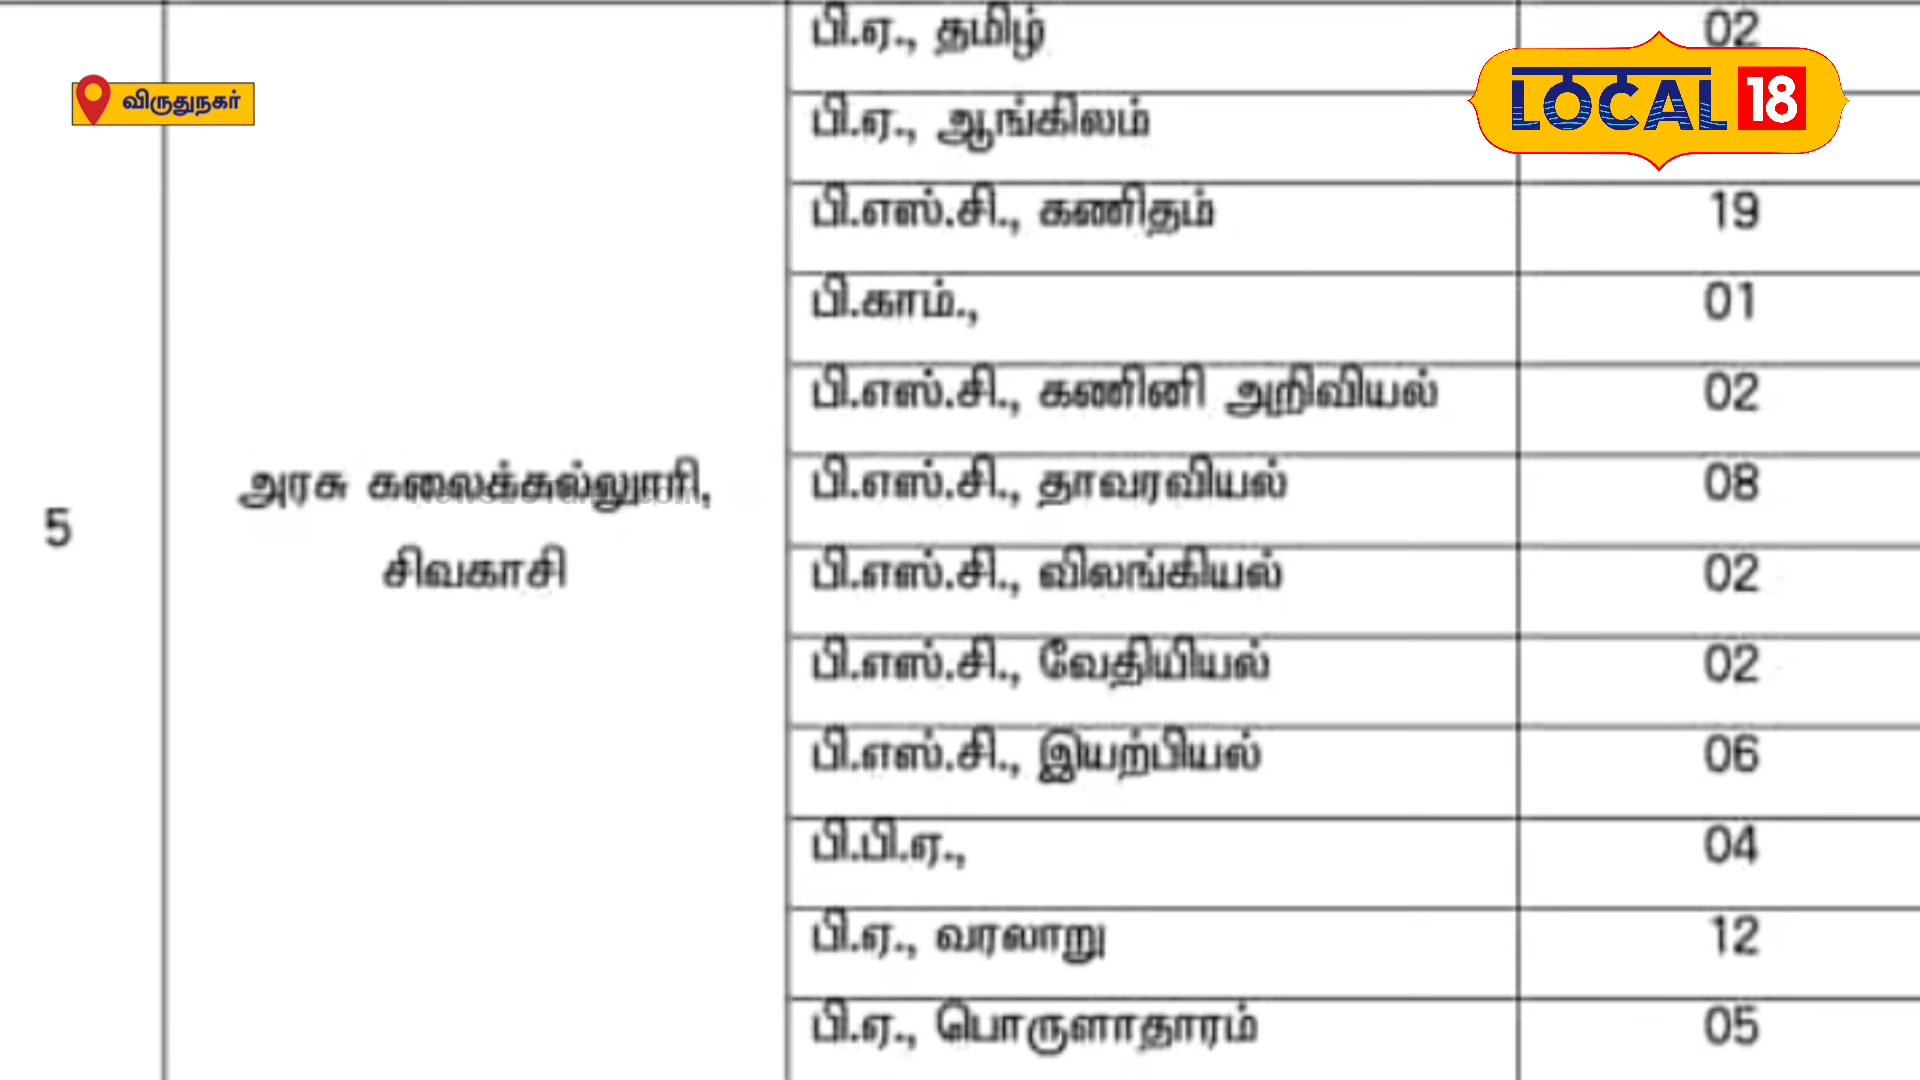 விருதுநகர்
LOCAL 18
பி.ஏ., தமிழ் 02
பி.ஏ., ஆங்கிலம்
பி.எஸ்.சி., கணிதம் 19
பி.காம்., 01
பி.எஸ்.சி., கணினி அறிவியல் 02
5
அரசு கலைக்கல்லூரி,
சிவகாசி
பி.எஸ்.சி., தாவரவியல் 08
பி.எஸ்.சி., விலங்கியல் 02
பி.எஸ்.சி., வேதியியல் 02
பி.எஸ்.சி., இயற்பியல் 06
பி.பி.ஏ., 04
பி.ஏ., வரலாறு 12
பி.ஏ., பொருளாதாரம் 05